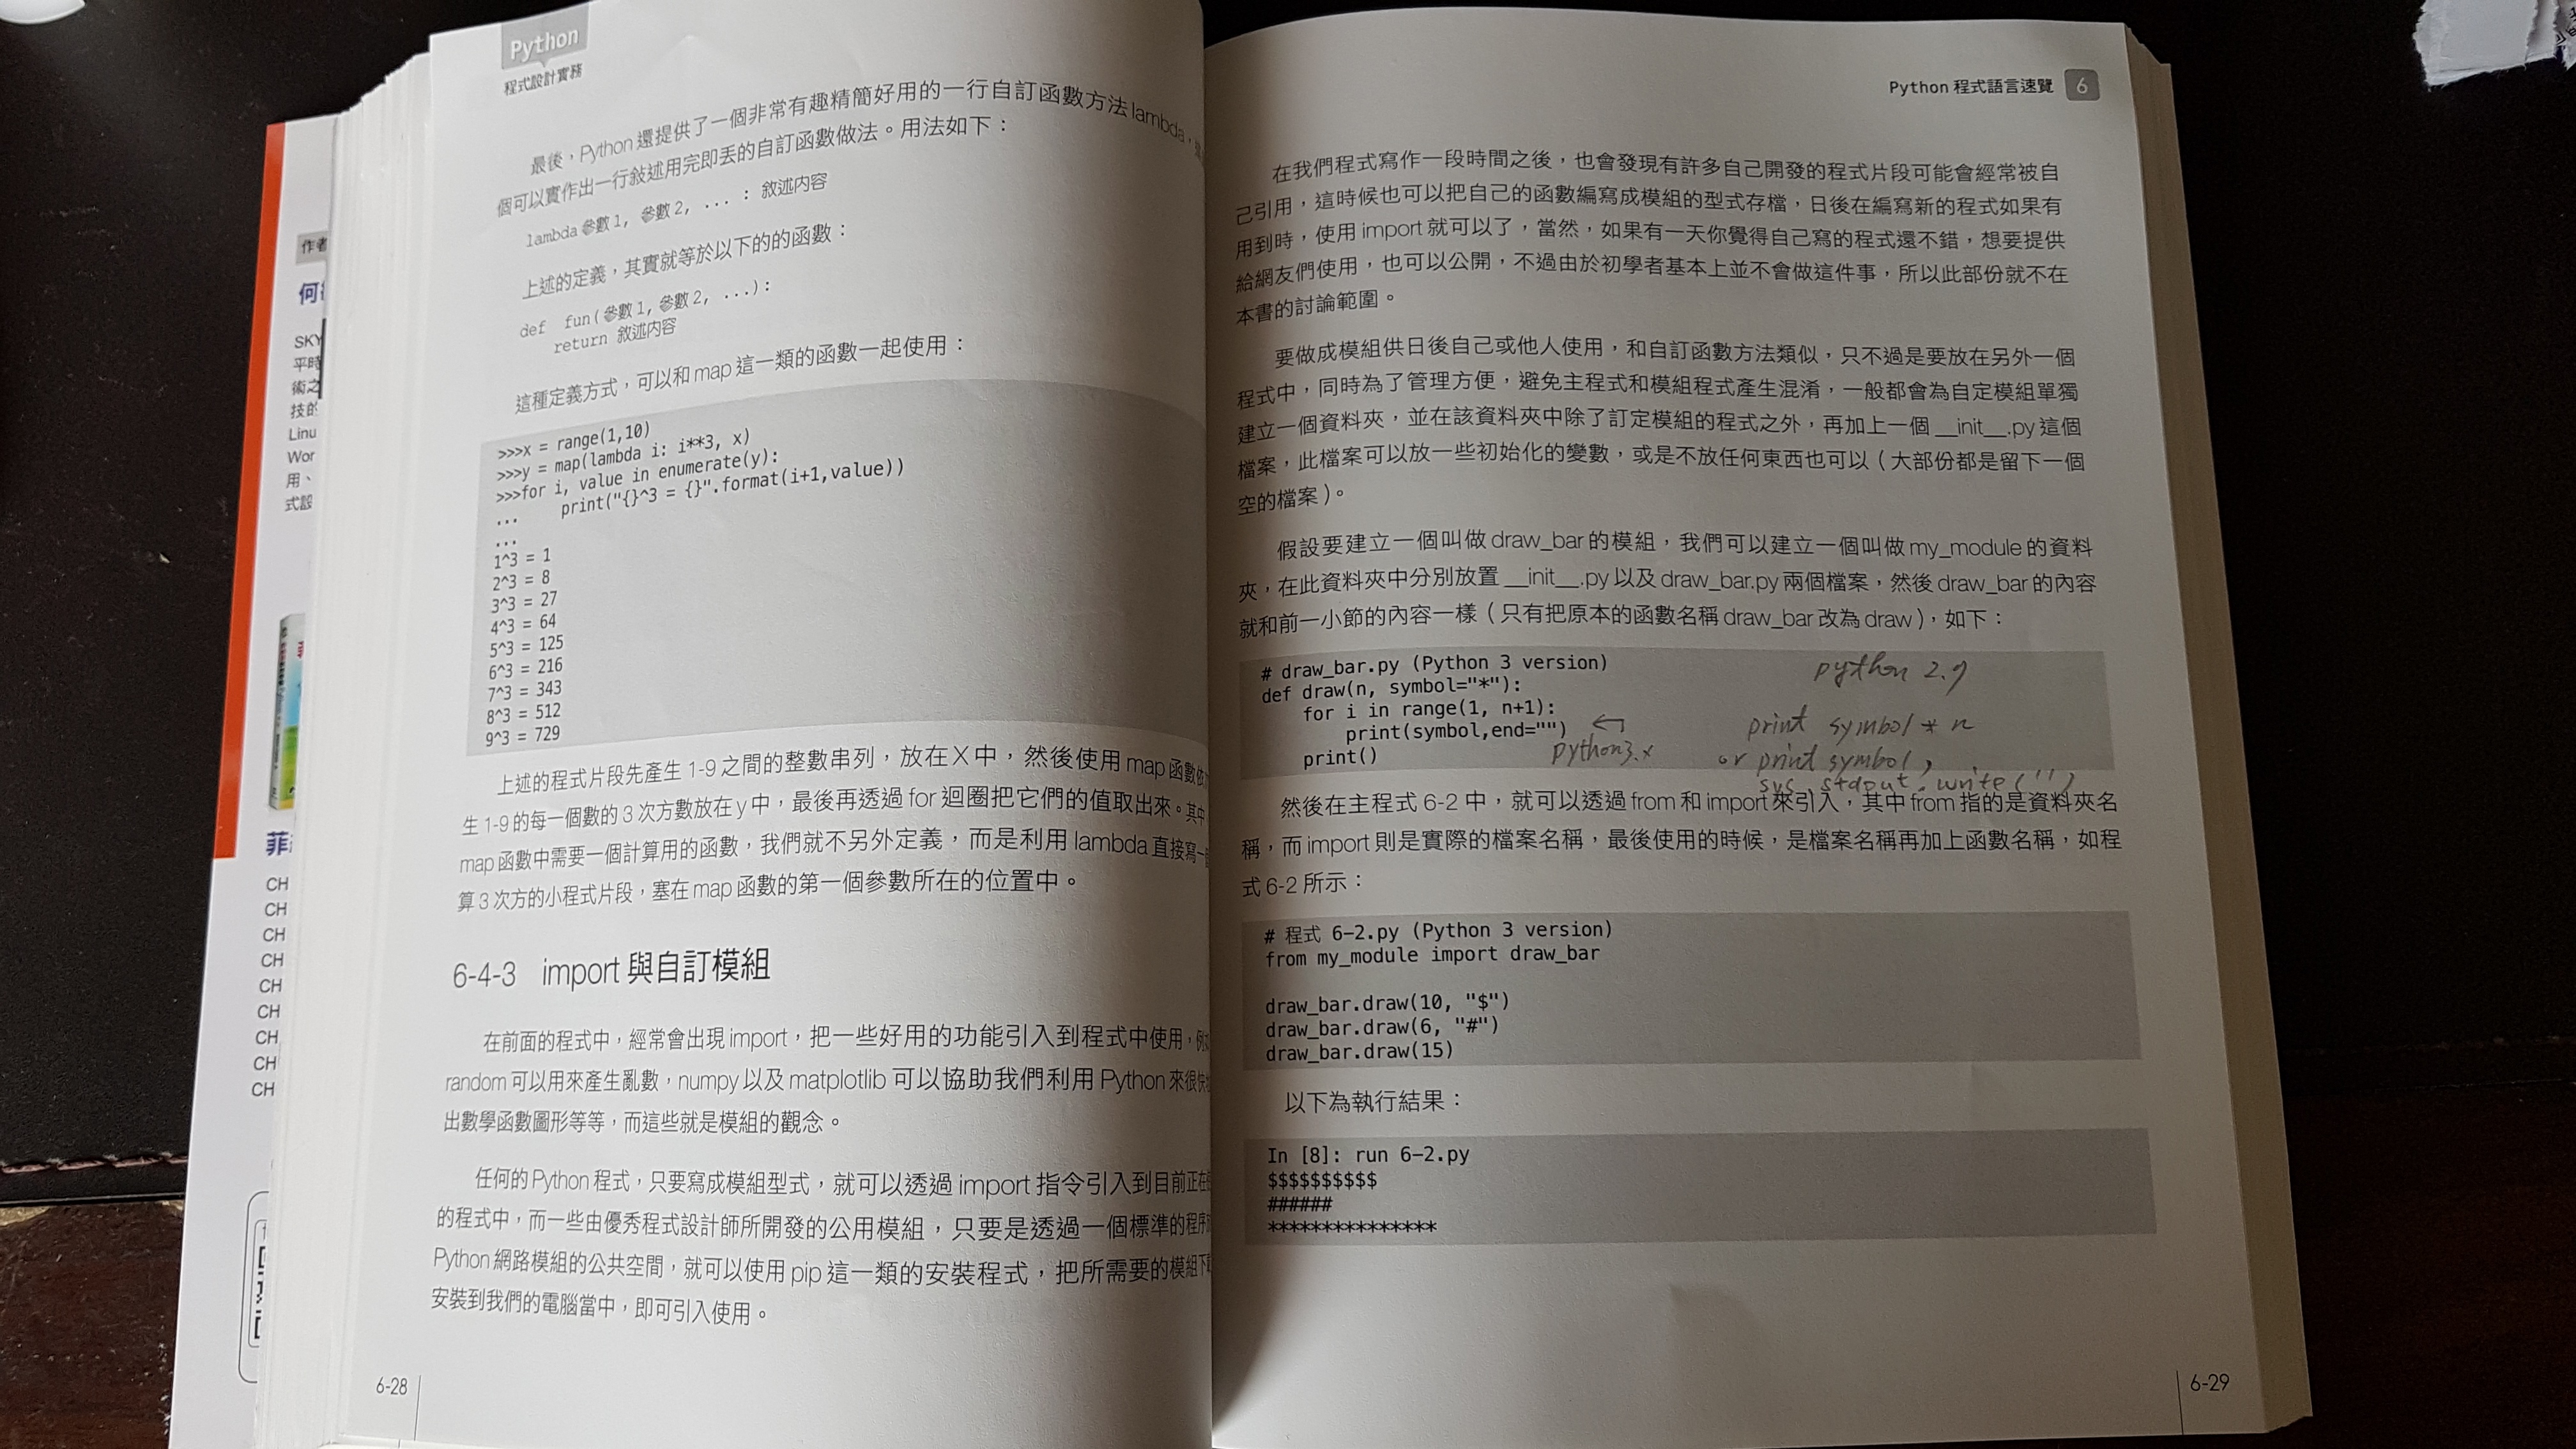 Python
程式設計實務
最後，Python 還提供了一個非常有趣精簡好用的一行自訂函數方法 lambda，
個可以實作出一行敘述用完即丟的自訂函數做法。用法如下：
lambda 參數 1, 參數 2, ... : 敘述內容
上述的定義，其實就等於以下的的函數：
def fun( 參數 1, 參數 2, ...):
return 敘述內容
這種定義方式，可以和 map 這一類的函數一起使用：
>>>x = range(1,10)
>>>y = map(lambda i: i**3, x)
>>>for i, value in enumerate(y):
... print("{}^3 = {}".format(i+1,value))
...
1^3 = 1
2^3 = 8
3^3 = 27
4^3 = 64
5^3 = 125
6^3 = 216
7^3 = 343
8^3 = 512
9^3 = 729
上述的程式片段先產生 1-9 之間的整數串列，放在 X 中，然後使用 map 函數依
生 1-9 的每一個數的 3 次方數放在 y 中，最後再透過 for 迴圈把它們的值取出來。其中
map 函數中需要一個計算用的函數，我們就不另外定義，而是利用 lambda 直接寫一
算 3 次方的小程式片段，塞在 map 函數的第一個參數所在的位置中。
6-4-3 import 與自訂模組
在前面的程式中，經常會出現 import，把一些好用的功能引入到程式中使用，例
random 可以用來產生亂數，numpy 以及 matplotlib 可以協助我們利用 Python 來很快
出數學函數圖形等等，而這些就是模組的觀念。
任何的 Python 程式，只要寫成模組型式，就可以透過 import 指令引入到目前正在
的程式中，而一些由優秀程式設計師所開發的公用模組，只要是透過一個標準的程序
Python 網路模組的公共空間，就可以使用 pip 這一類的安裝程式，把所需要的模組下
安裝到我們的電腦當中，即可引入使用。
6-28
作者
何
SKY
平時
術之
技的
Linu
Wor
用、
式設
菲
CH
CH
CH
CH
CH
CH
CH
CH
CH
Python 程式語言速覽 6
在我們程式寫作一段時間之後，也會發現有許多自己開發的程式片段可能會經常被自
己引用，這時候也可以把自己的函數編寫成模組的型式存檔，日後在編寫新的程式如果有
用到時，使用 import 就可以了，當然，如果有一天你覺得自己寫的程式還不錯，想要提供
給網友們使用，也可以公開，不過由於初學者基本上並不會做這件事，所以此部份就不在
本書的討論範圍。
要做成模組供日後自己或他人使用，和自訂函數方法類似，只不過是要放在另外一個
程式中，同時為了管理方便，避免主程式和模組程式產生混淆，一般都會為自定模組單獨
建立一個資料夾，並在該資料夾中除了訂定模組的程式之外，再加上一個 __init__.py 這個
檔案，此檔案可以放一些初始化的變數，或是不放任何東西也可以（大部份都是留下一個
空的檔案）。
假設要建立一個叫做 draw_bar 的模組，我們可以建立一個叫做 my_module 的資料
夾，在此資料夾中分別放置 __init__.py 以及 draw_bar.py 兩個檔案，然後 draw_bar 的內容
就和前一小節的內容一樣（只有把原本的函數名稱 draw_bar 改為 draw），如下：
# draw_bar.py (Python 3 version)
def draw(n, symbol="*"):
for i in range(1, n+1):
print(symbol,end="")
print()
←
python3.x
python 2.7
print symbol * n
or print symbol,
sys.stdout.write('')
然後在主程式 6-2 中，就可以透過 from 和 import 來引入，其中 from 指的是資料夾名
稱，而 import 則是實際的檔案名稱，最後使用的時候，是檔案名稱再加上函數名稱，如程
式 6-2 所示：
# 程式 6-2.py (Python 3 version)
from my_module import draw_bar
draw_bar.draw(10, "$")
draw_bar.draw(6, "#")
draw_bar.draw(15)
以下為執行結果：
In [8]: run 6-2.py
$$$$$$$$$$
######
***************
6-29